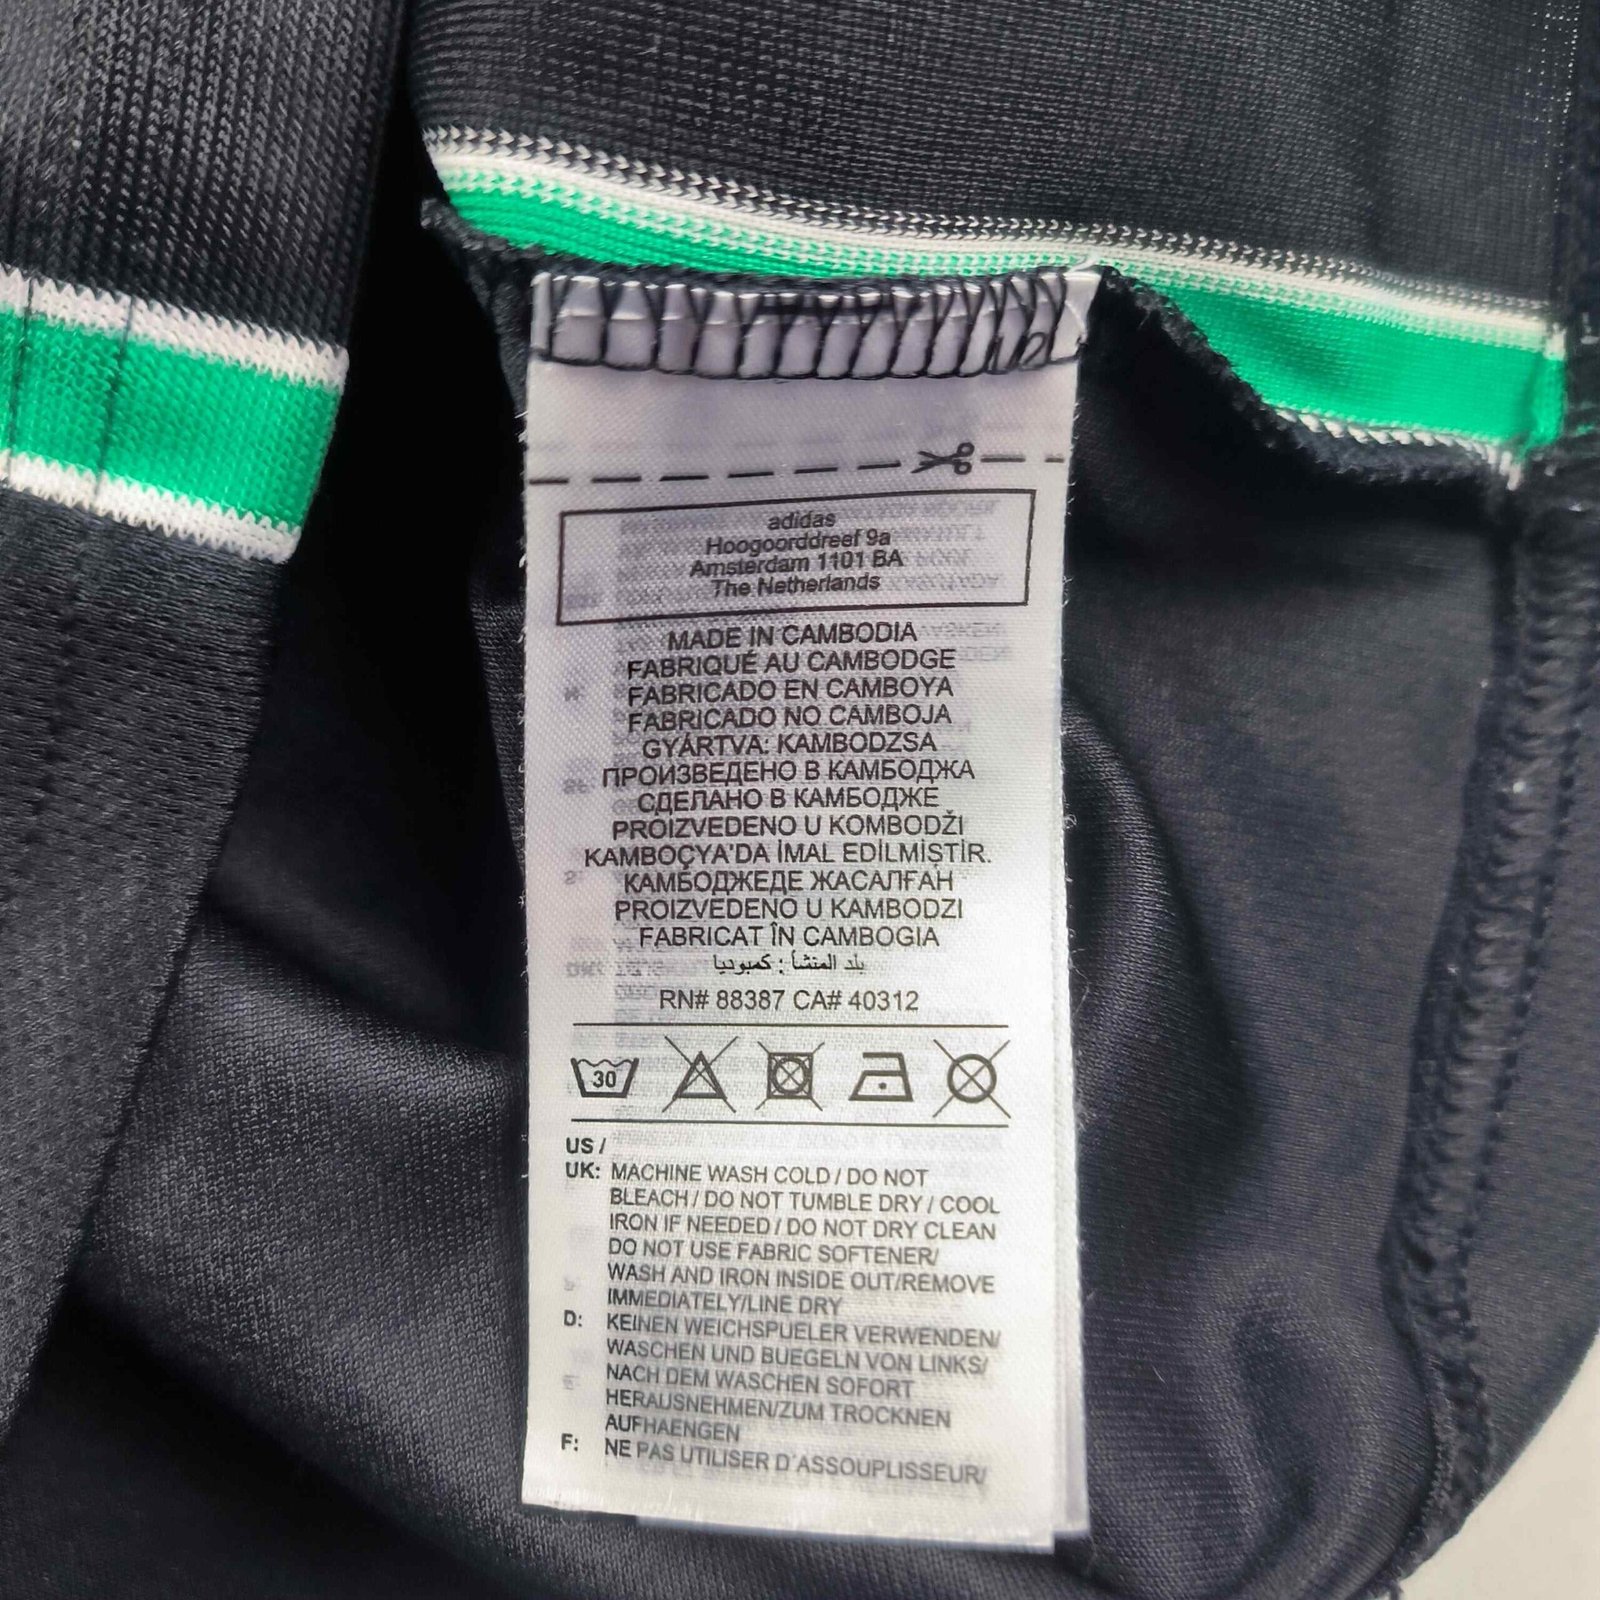 adidas
Hoogoorddreef 9a
Amsterdam 1101 BA
The Netherlands
MADE IN CAMBODIA
FABRIQUÉ AU CAMBODGE
FABRICADO EN CAMBOYA
FABRICADO NO CAMBOJA
GYÁRTVA: KAMBODZSA
ПРОИЗВЕДЕНО В КАМБОДЖА
СДЕЛАНО В КАМБОДЖЕ
PROIZVEDENO U KOMBODŽI
KAMBOÇYA'DA İMAL EDİLMİŞTİR.
КАМБОДЖЕДЕ ЖАСАЛҒАН
PROIZVEDENO U KAMBODZI
FABRICAT ÎN CAMBOGIA
بلد المنشأ : كمبوديا
RN# 88387 CA# 40312
30
US /
UK: MACHINE WASH COLD / DO NOT
BLEACH / DO NOT TUMBLE DRY / COOL
IRON IF NEEDED / DO NOT DRY CLEAN
DO NOT USE FABRIC SOFTENER/
WASH AND IRON INSIDE OUT/REMOVE
IMMEDIATELY/LINE DRY
D: KEINEN WEICHSPUELER VERWENDEN/
WASCHEN UND BUEGELN VON LINKS/
NACH DEM WASCHEN SOFORT
HERAUSNEHMEN/ZUM TROCKNEN
AUFHAENGEN
F: NE PAS UTILISER D´ASSOUPLISSEUR/